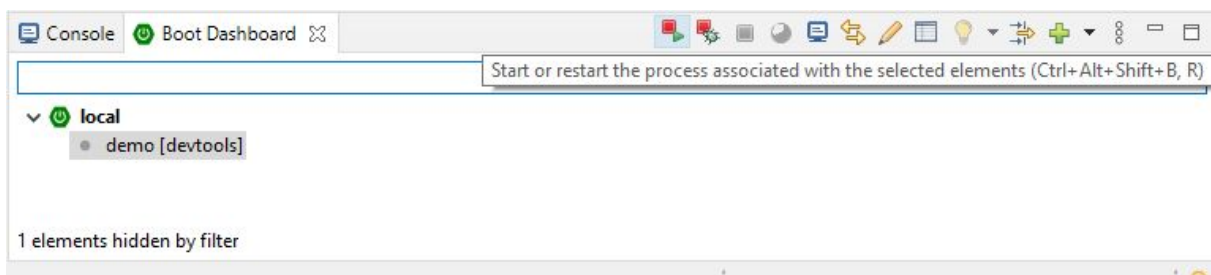 Console Boot Dashboard
Start or restart the process associated with the selected elements (Ctrl+Alt+Shift+B, R)
local
demo [devtools]
1 elements hidden by filter